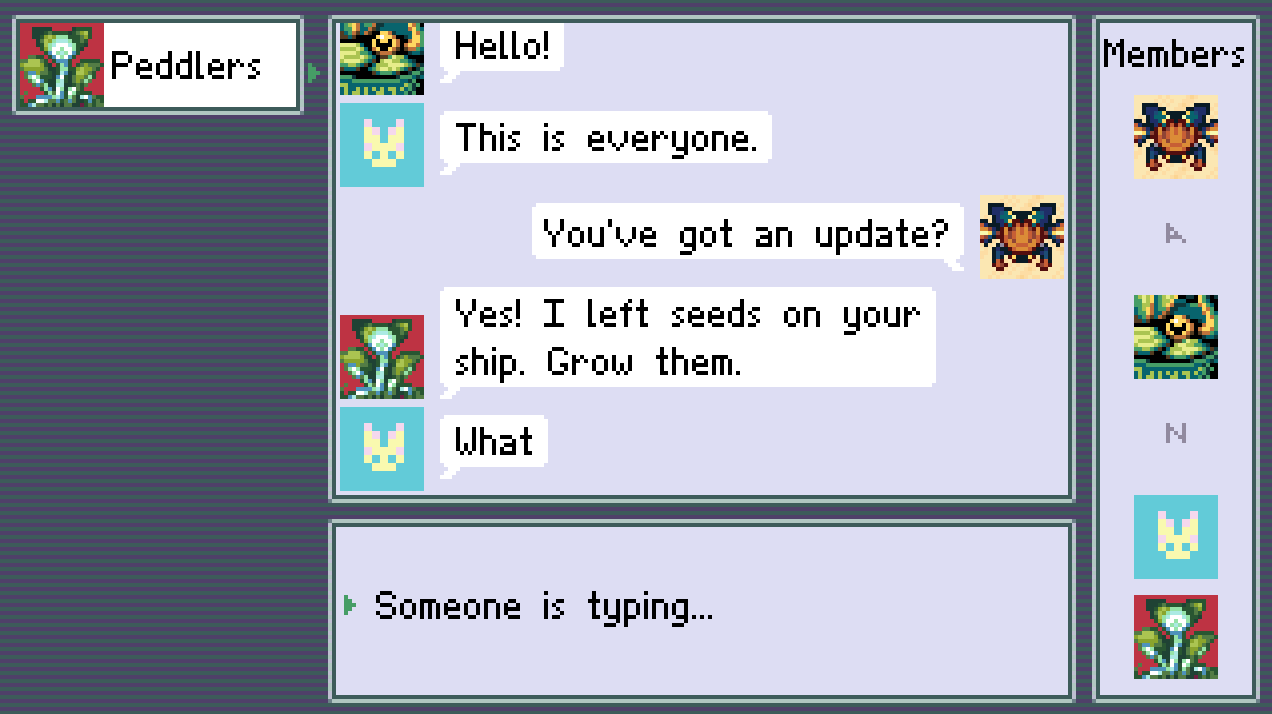 Peddlers
Hello!
This is everyone.
You've got an update?
Yes! I left seeds on your
ship. Grow them.
What
Someone is typing...
Members
A
N